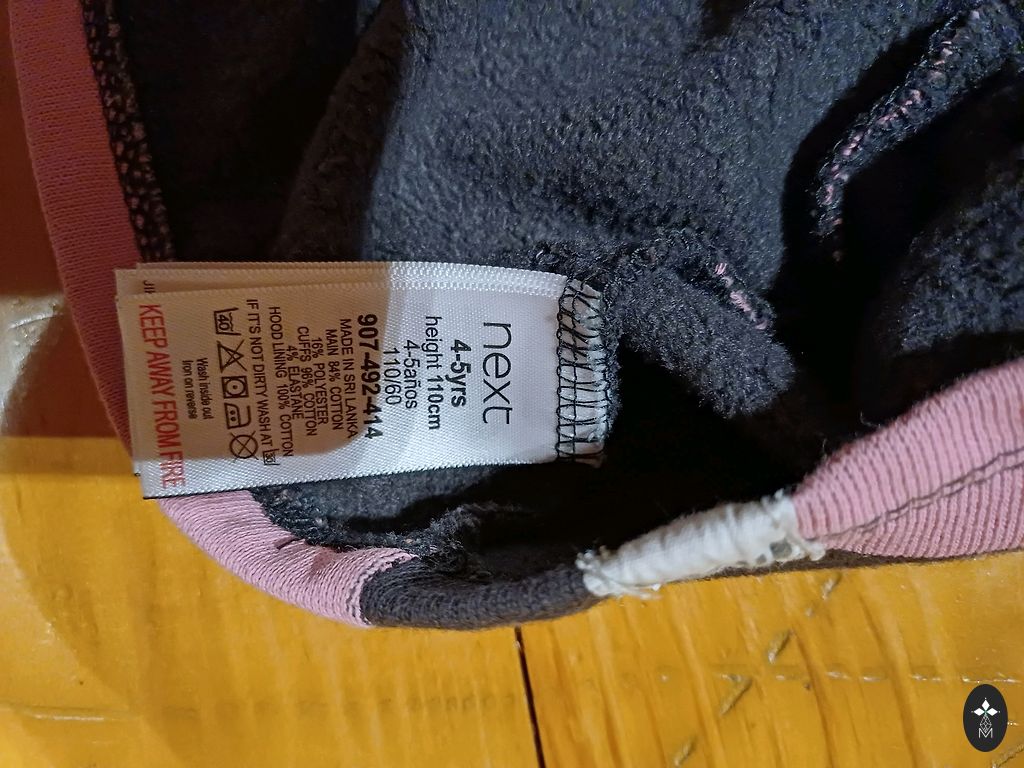 next
4-5yrs
height 110cm
4-5años
110/60
907-492-414
MADE IN SRI LANKA
MAIN 84% COTTON
16% POLYESTER
CUFFS 96% COTTON
4% ELASTANE
HOOD LINING 100% COTTON
IF IT'S NOT DIRTY WASH AT 30
40
Wash inside out
Iron on reverse
KEEP AWAY FROM FIRE
M